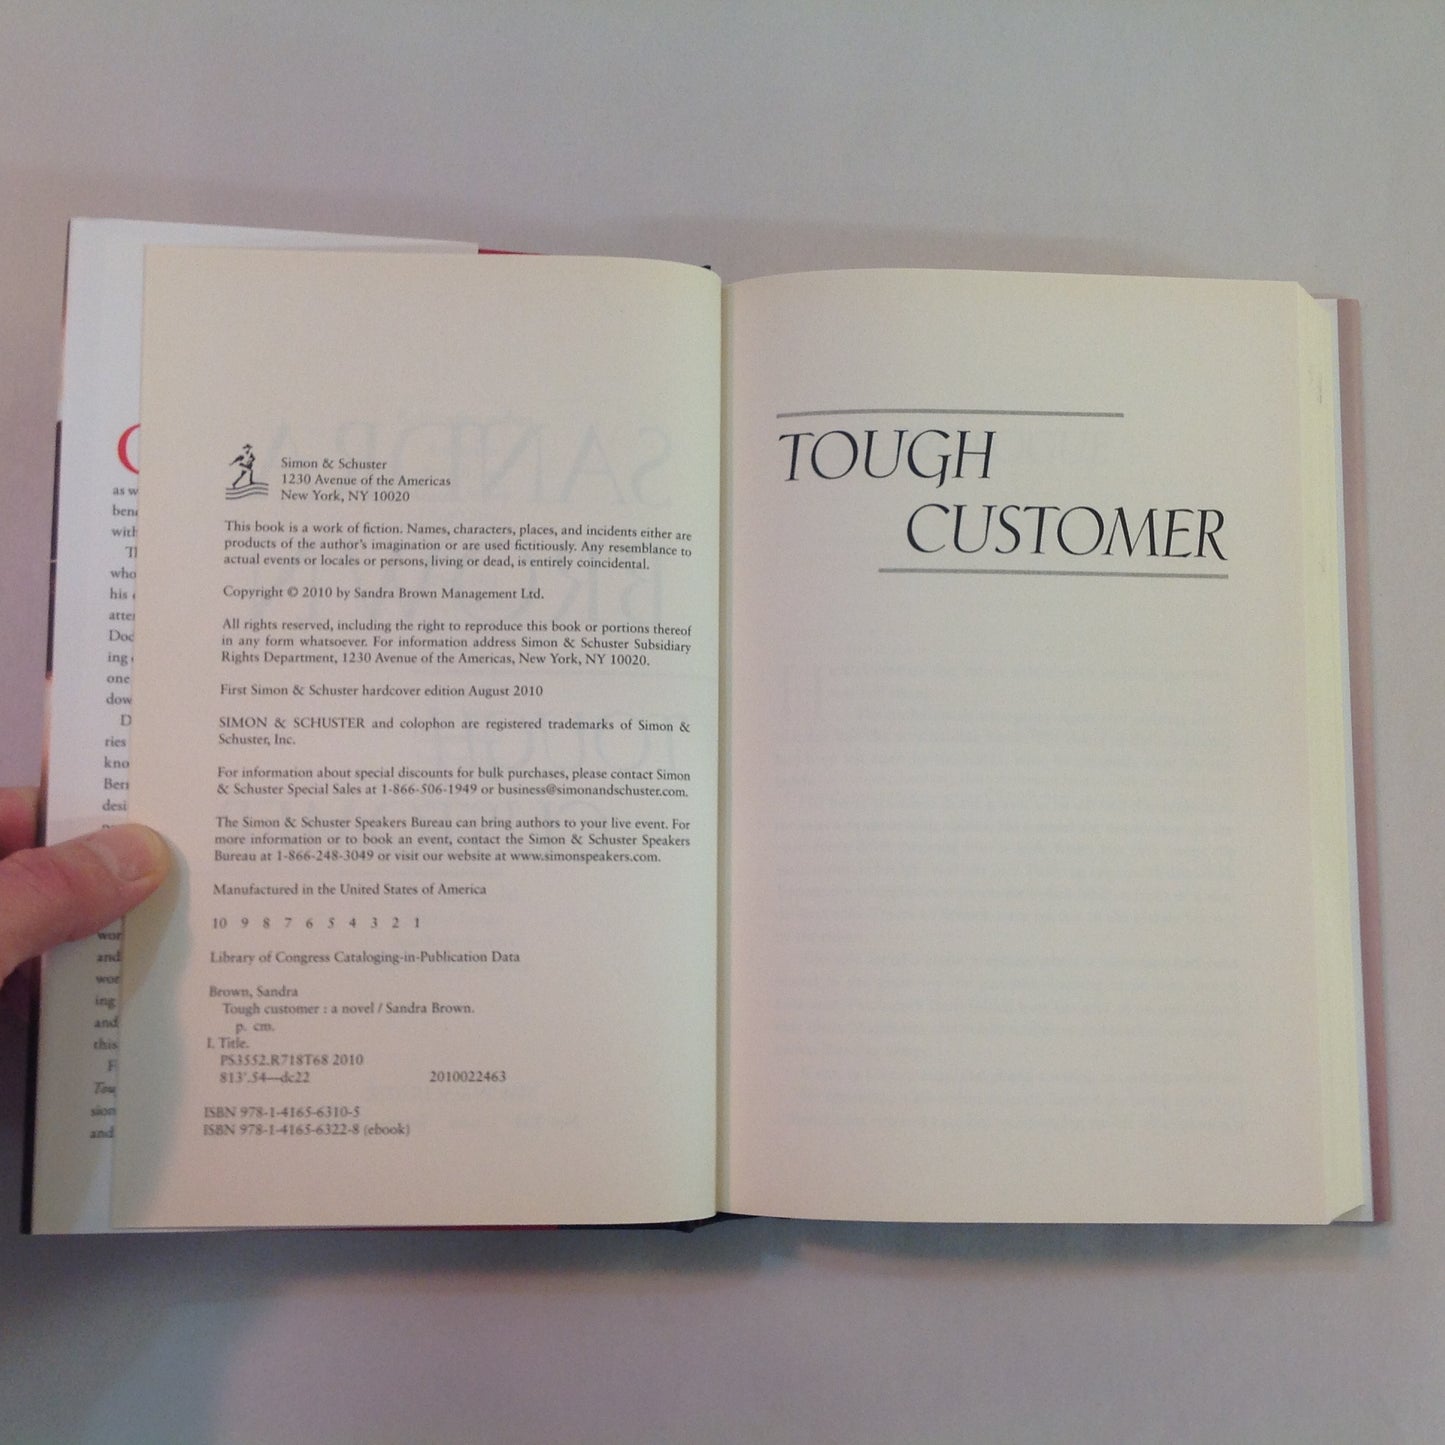 Simon & Schuster
1230 Avenue of the Americas
New York, NY 10020
This book is a work of fiction. Names, characters, places, and incidents either are
products of the author's imagination or are used fictitiously. Any resemblance to
actual events or locales or persons, living or dead, is entirely coincidental.
Copyright © 2010 by Sandra Brown Management Ltd.
All rights reserved, including the right to reproduce this book or portions thereof
in any form whatsoever. For information address Simon & Schuster Subsidiary
Rights Department, 1230 Avenue of the Americas, New York, NY 10020.
First Simon & Schuster hardcover edition August 2010
SIMON & SCHUSTER and colophon are registered trademarks of Simon &
Schuster, Inc.
For information about special discounts for bulk purchases, please contact Simon
& Schuster Special Sales at 1-866-506-1949 or business@simonandschuster.com.
The Simon & Schuster Speakers Bureau can bring authors to your live event. For
more information or to book an event, contact the Simon & Schuster Speakers
Bureau at 1-866-248-3049 or visit our website at www.simonspeakers.com.
Manufactured in the United States of America
10 9 8 7 6 5 4 3 2 1
Library of Congress Cataloging-in-Publication Data
Brown, Sandra
Tough customer : a novel / Sandra Brown.
p. cm.
I. Title.
PS3552.R718T68 2010
813'.54—dc22 2010022463
ISBN 978-1-4165-6310-5
ISBN 978-1-4165-6322-8 (ebook)
TOUGH
CUSTOMER